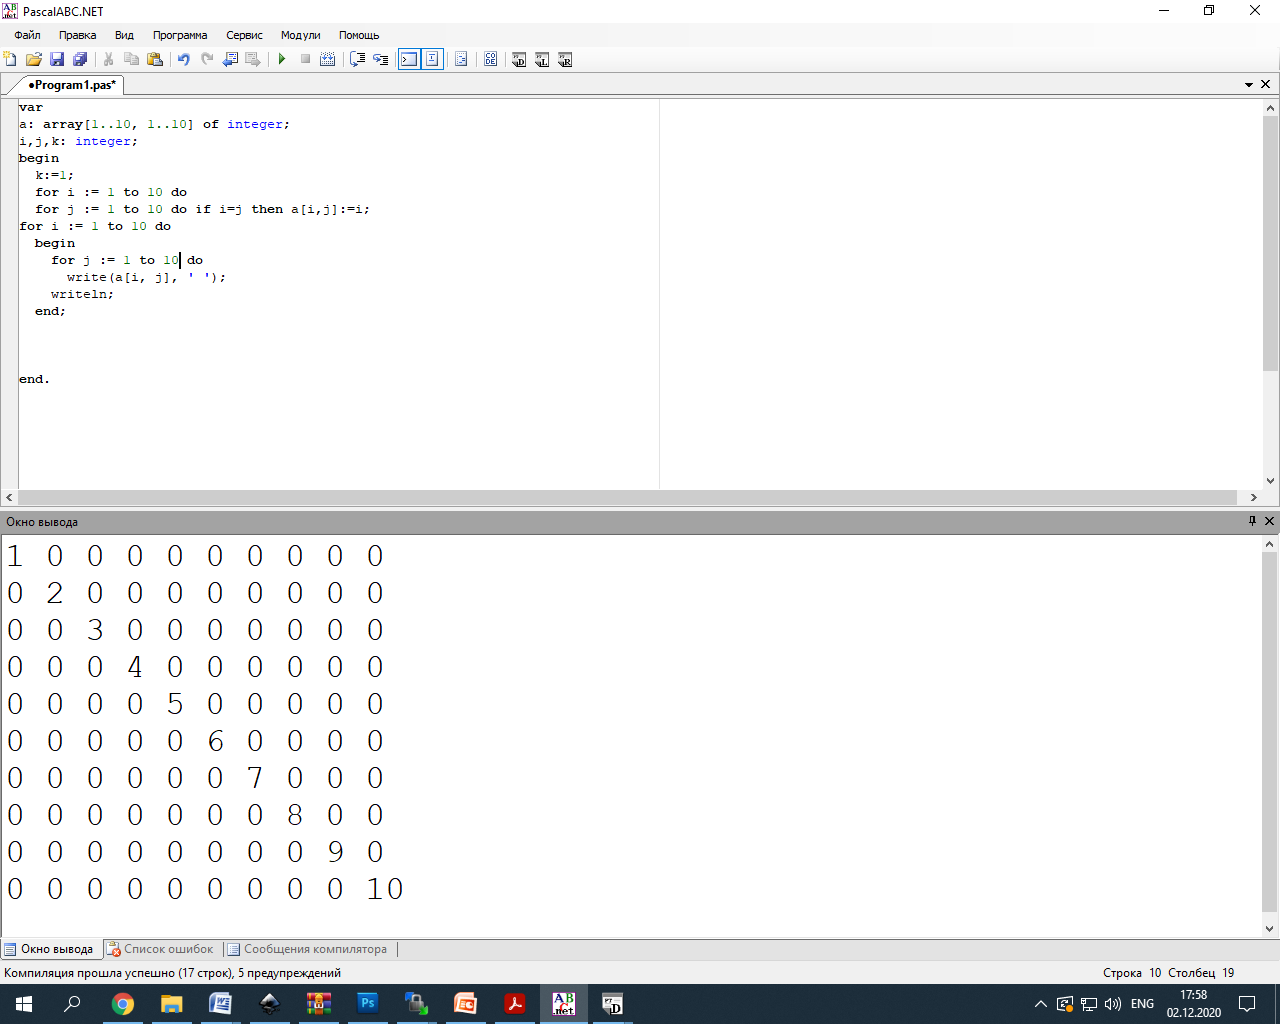 PascalABC.NET
Файл Правка Вид Программа Сервис Модули Помощь
•Program1.pas*
var
a: array[1..10, 1..10] of integer;
i,j,k: integer;
begin
k:=1;
for i := 1 to 10 do
for j := 1 to 10 do if i=j then a[i,j]:=i;
for i := 1 to 10 do
begin
for j := 1 to 10 do
write(a[i, j], ' ');
writeln;
end;
end.
Окно вывода
1 0 0 0 0 0 0 0 0 0
0 2 0 0 0 0 0 0 0 0
0 0 3 0 0 0 0 0 0 0
0 0 0 4 0 0 0 0 0 0
0 0 0 0 5 0 0 0 0 0
0 0 0 0 0 6 0 0 0 0
0 0 0 0 0 0 7 0 0 0
0 0 0 0 0 0 0 8 0 0
0 0 0 0 0 0 0 0 9 0
0 0 0 0 0 0 0 0 0 10
Окно вывода Список ошибок Сообщения компилятора
Компиляция прошла успешно (17 строк), 5 предупреждений Строка 10 Столбец 19
ENG 17:58
02.12.2020